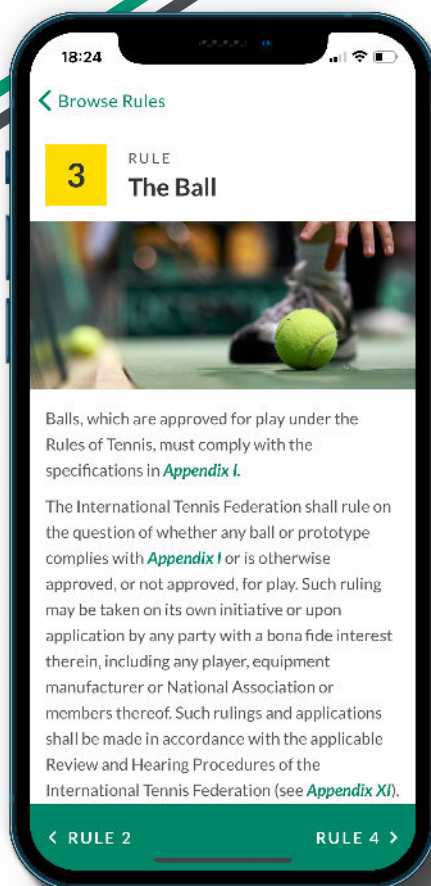 18:24
Browse Rules
3
RULE
The Ball
Balls, which are approved for play under the
Rules of Tennis, must comply with the
specifications in Appendix I.
The International Tennis Federation shall rule on
the question of whether any ball or prototype
complies with Appendix I or is otherwise
approved, or not approved, for play. Such ruling
may be taken on its own initiative or upon
application by any party with a bona fide interest
therein, including any player, equipment
manufacturer or National Association or
members thereof. Such rulings and applications
shall be made in accordance with the applicable
Review and Hearing Procedures of the
International Tennis Federation (see Appendix XI).
< RULE 2
RULE 4 >